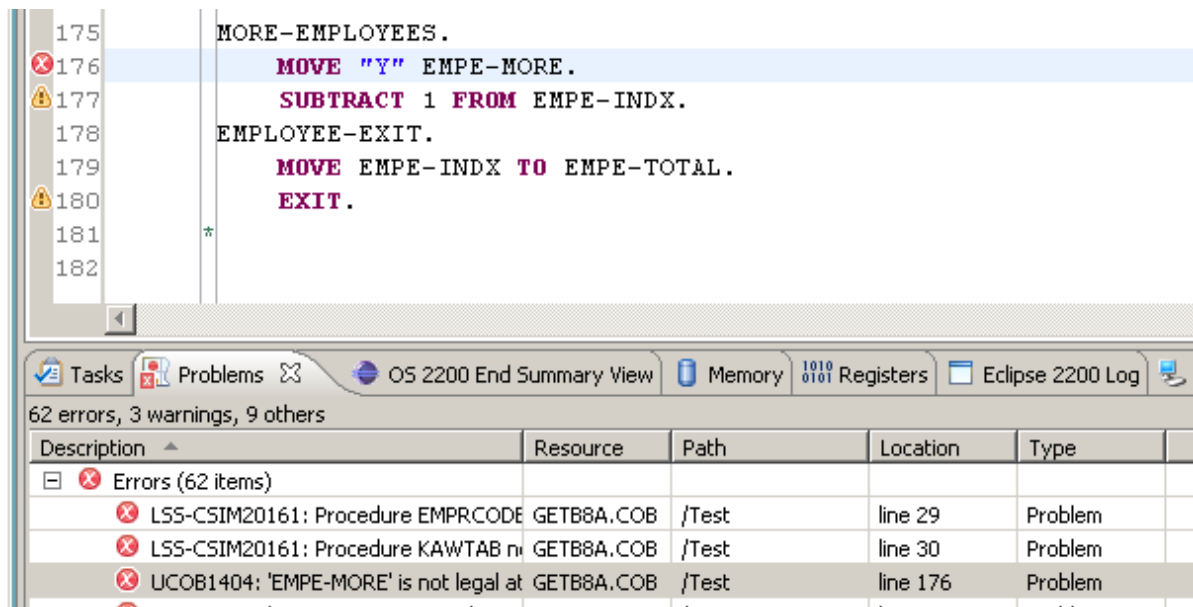 175 MORE-EMPLOYEES.
176 MOVE "Y" EMPE-MORE.
177 SUBTRACT 1 FROM EMPE-INDX.
178 EMPLOYEE-EXIT.
179 MOVE EMPE-INDX TO EMPE-TOTAL.
180 EXIT.
181 *
182
Tasks Problems OS 2200 End Summary View Memory 1010 0101 Registers Eclipse 2200 Log
62 errors, 3 warnings, 9 others
Description Resource Path Location Type
Errors (62 items)
LSS-CSIM20161: Procedure EMPRCODE GETB8A.COB /Test line 29 Problem
LSS-CSIM20161: Procedure KAWTAB GETB8A.COB /Test line 30 Problem
UCOB1404: 'EMPE-MORE' is not legal at GETB8A.COB /Test line 176 Problem